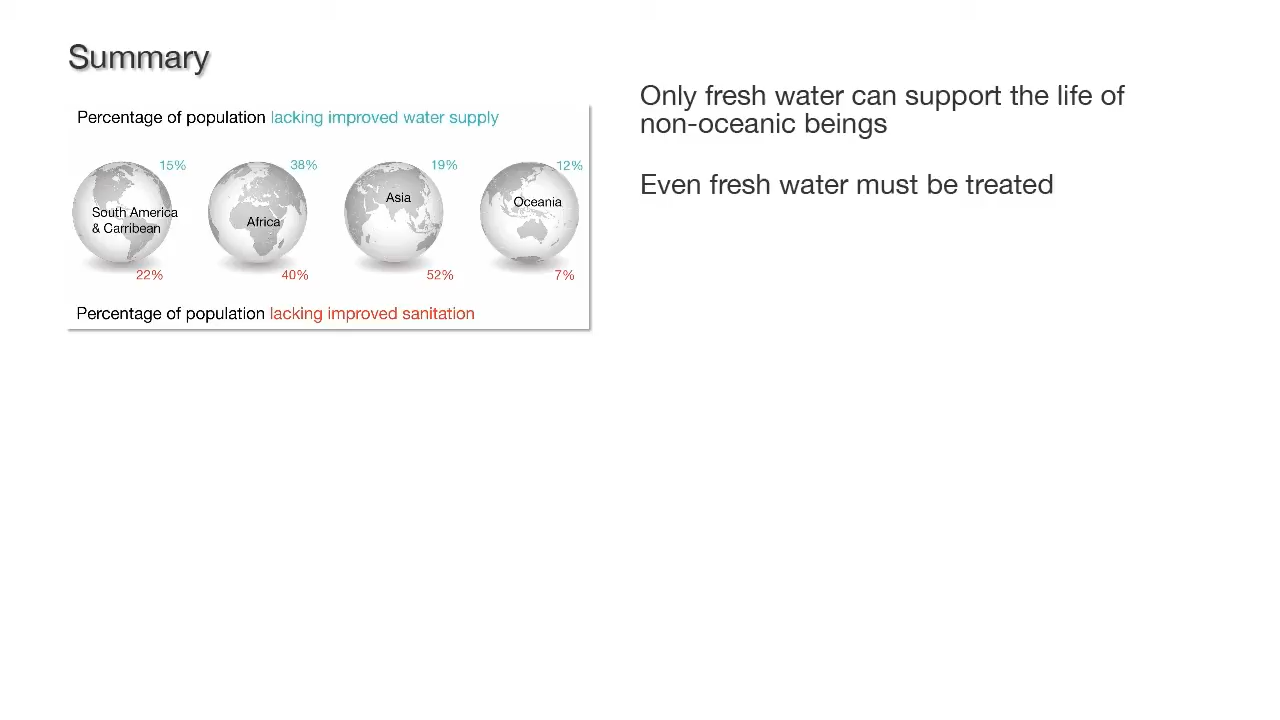 Summary
Percentage of population lacking improved water supply
15%
38%
19%
12%
South America
& Carribean
Africa
Asia
Oceania
22%
40%
52%
7%
Percentage of population lacking improved sanitation
Only fresh water can support the life of
non-oceanic beings
Even fresh water must be treated